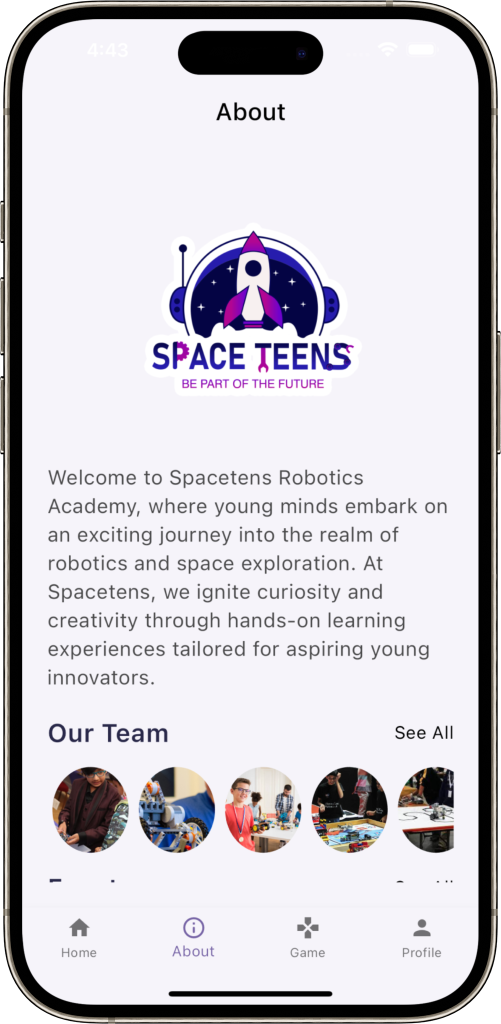 4:43
About
SPACE TEENS
BE PART OF THE FUTURE
Welcome to Spacetens Robotics
Academy, where young minds embark on
an exciting journey into the realm of
robotics and space exploration. At
Spacetens, we ignite curiosity and
creativity through hands-on learning
experiences tailored for aspiring young
innovators.
Our Team
See All
Home
About
Game
Profile